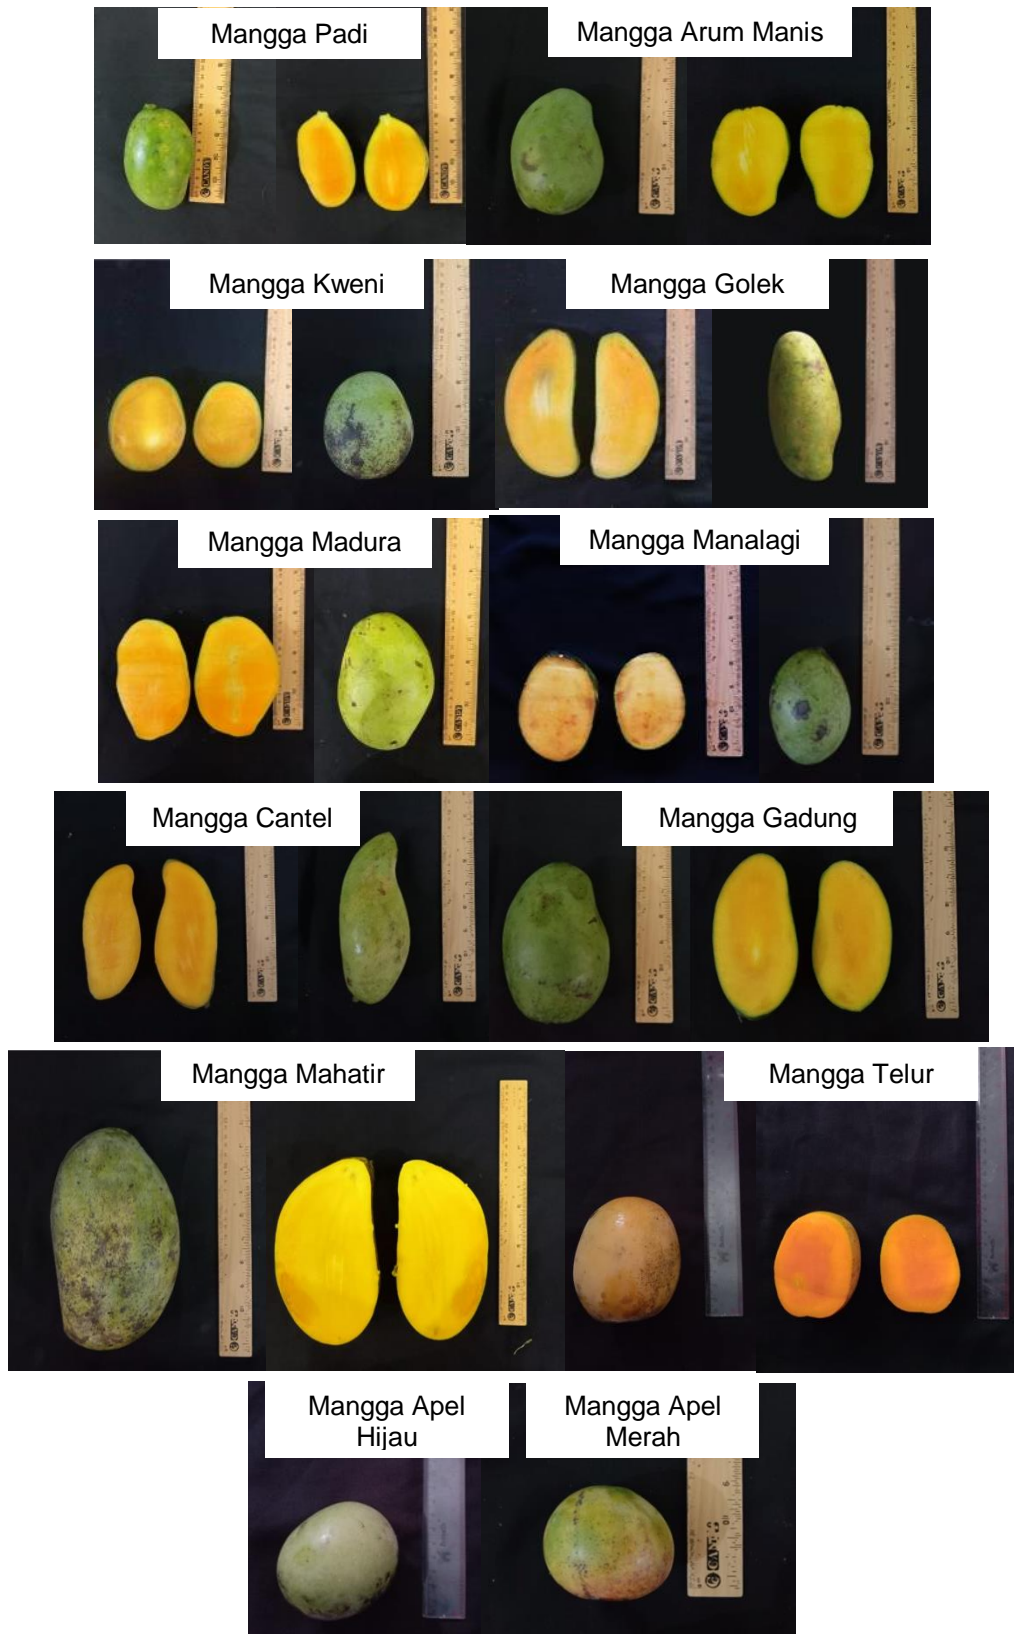 Mangga Padi
Mangga Arum Manis
Mangga Kweni
Mangga Golek
Mangga Madura
Mangga Manalagi
Mangga Cantel
Mangga Gadung
Mangga Mahatir
Mangga Telur
Mangga Apel
Hijau
Mangga Apel
Merah